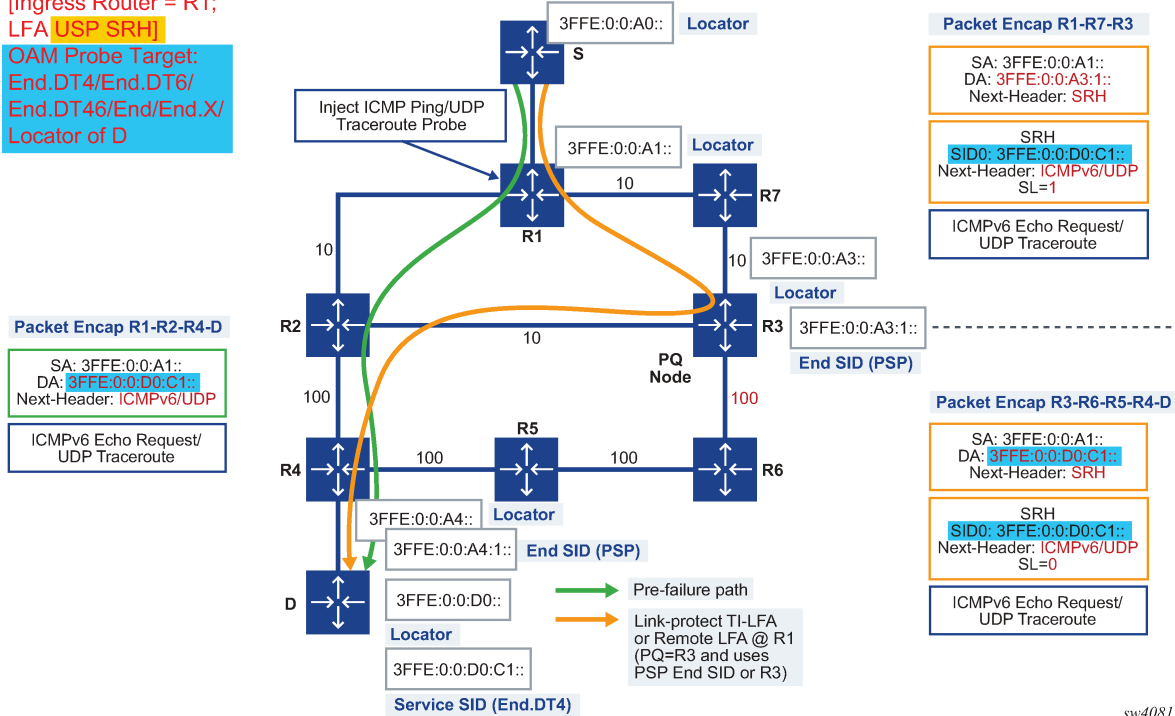 [Ingress Router = R1;
LFA USP SRH]
OAM Probe Target:
End.DT4/End.DT6/
End.DT46/End/End.X/
Locator of D
3FFE:0:0:A0::
Locator
S
Inject ICMP Ping/UDP
Traceroute Probe
3FFE:0:0:A1::
Locator
R1
10
R7
10
10
3FFE:0:0:A3::
Locator
R2
10
R3
3FFE:0:0:A3:1::
End SID (PSP)
PQ
Node
100
100
R4
100
R5
100
R6
3FFE:0:0:A4::
Locator
3FFE:0:0:A4:1::
End SID (PSP)
D
3FFE:0:0:D0::
Locator
3FFE:0:0:D0:C1::
Service SID (End.DT4)
Pre-failure path
Link-protect TI-LFA
or Remote LFA @ R1
(PQ=R3 and uses
PSP End SID or R3)
Packet Encap R1-R2-R4-D
SA: 3FFE:0:0:A1::
DA: 3FFE:0:0:D0:C1::
Next-Header: ICMPv6/UDP
ICMPv6 Echo Request/
UDP Traceroute
Packet Encap R1-R7-R3
SA: 3FFE:0:0:A1::
DA: 3FFE:0:0:A3:1::
Next-Header: SRH
SRH
SID0: 3FFE:0:0:D0:C1::
Next-Header: ICMPv6/UDP
SL=1
ICMPv6 Echo Request/
UDP Traceroute
Packet Encap R3-R6-R5-R4-D
SA: 3FFE:0:0:A1::
DA: 3FFE:0:0:D0:C1::
Next-Header: SRH
SRH
SID0: 3FFE:0:0:D0:C1::
Next-Header: ICMPv6/UDP
SL=0
ICMPv6 Echo Request/
UDP Traceroute
sw4081